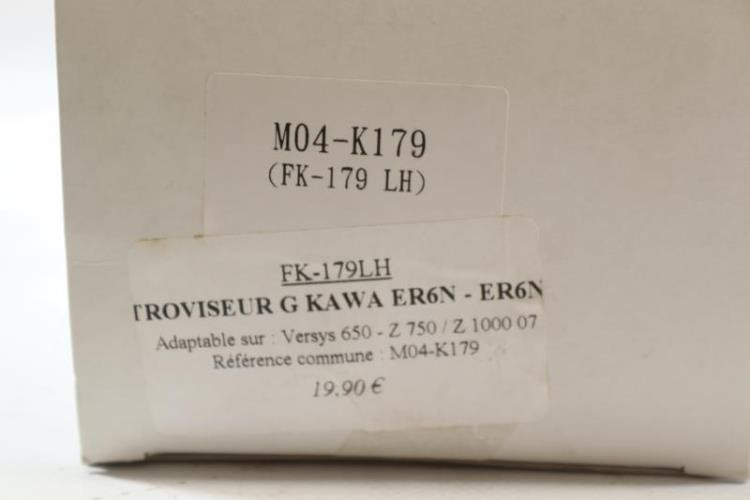 M04-K179
(FK-179 LH)
FK-179LH
TROVISEUR G KAWA ER6N - ER6N
Adaptable sur : Versys 650 - Z 750 / Z 1000 07
Référence commune : M04-K179
19.90 €